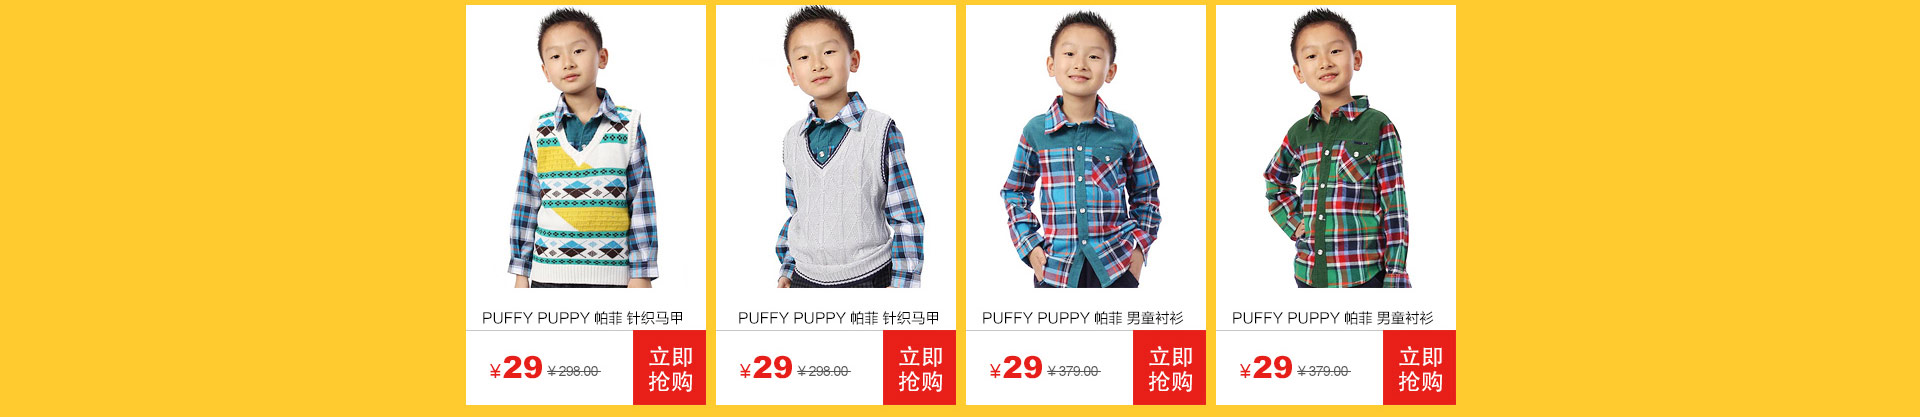 PUFFY PUPPY 帕菲 针织马甲
¥29 ¥298.00
立即
抢购
PUFFY PUPPY 帕菲 针织马甲
¥29 ¥298.00
立即
抢购
PUFFY PUPPY 帕菲 男童衬衫
¥29 ¥379.00
立即
抢购
PUFFY PUPPY 帕菲 男童衬衫
¥29 ¥379.00
立即
抢购